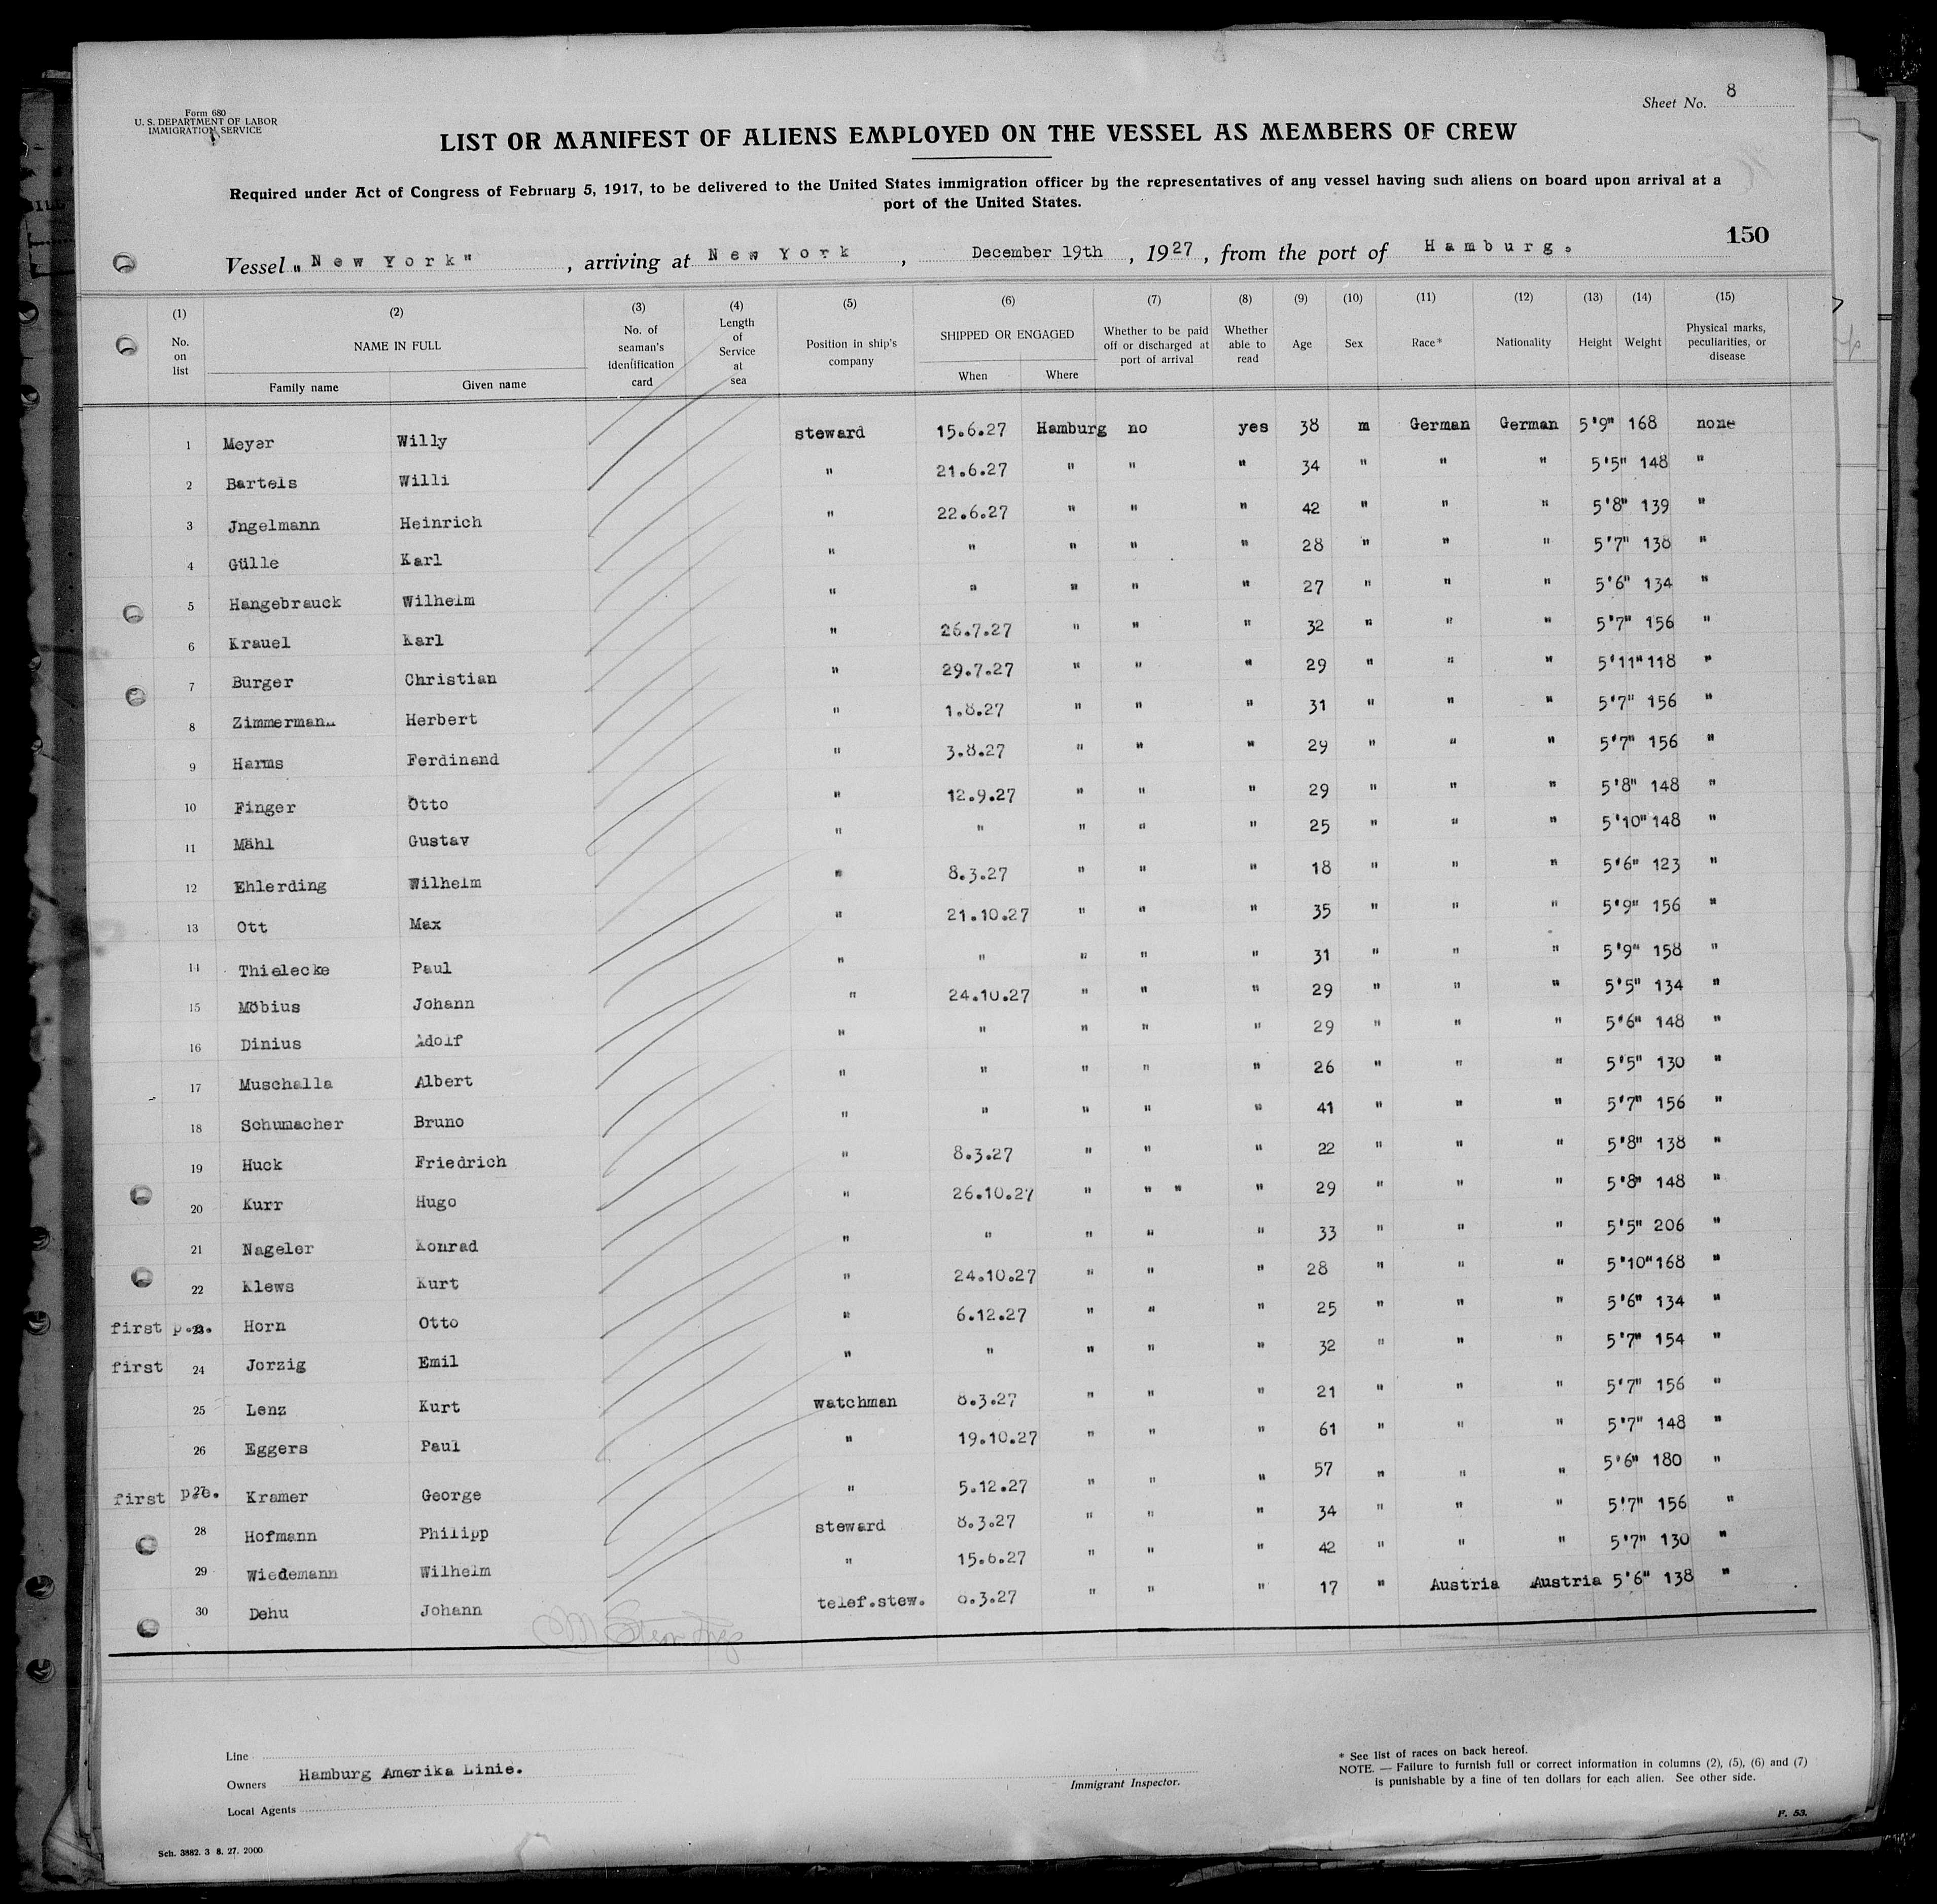 Form 680
U. S. DEPARTMENT OF LABOR
IMMIGRATION SERVICE
Sheet No. 8
LIST OR MANIFEST OF ALIENS EMPLOYED ON THE VESSEL AS MEMBERS OF CREW
Required under Act of Congress of February 5, 1917, to be delivered to the United States immigration officer by the representatives of any vessel having such aliens on board upon arrival at a
port of the United States.
150
Vessel „New York", arriving at New York, December 19th, 1927, from the port of Hamburg.
(1) (2) (3) (4) (5) (6) (7) (8) (9) (10) (11) (12) (13) (14) (15)
No. on list NAME IN FULL Family name Given name No. of seaman's identification card Length of Service at sea Position in ship's company SHIPPED OR ENGAGED When Where Whether to be paid off or discharged at port of arrival Whether able to read Age Sex Race* Nationality Height Weight Physical marks, peculiarities, or disease
1 Meyer Willy steward 15.6.27 Hamburg no yes 38 m German German 5'9" 168 none
2 Bartels Willi " 21.6.27 " " " 34 " " " 5'5" 148 "
3 Jngelmann Heinrich " 22.6.27 " " " 42 " " " 5'8" 139 "
4 Gülle Karl " " " " " 28 " " " 5'7" 138 "
5 Hangebrauck Wilhelm " " " " " 27 " " " 5'6" 134 "
6 Krauel Karl " 26.7.27 " " " 32 " " " 5'7" 156 "
7 Burger Christian " 29.7.27 " " " 29 " " " 5'11" 118 "
8 Zimmermann Herbert " 1.8.27 " " " 31 " " " 5'7" 156 "
9 Harms Ferdinand " 3.8.27 " " " 29 " " " 5'7" 156 "
10 Finger Otto " 12.9.27 " " " 29 " " " 5'8" 148 "
11 Mähl Gustav " " " " " 25 " " " 5'10" 148 "
12 Ehlerding Wilhelm " 8.3.27 " " " 18 " " " 5'6" 123 "
13 Ott Max " 21.10.27 " " " 35 " " " 5'9" 156 "
14 Thielecke Paul " " " " " 31 " " " 5'9" 158 "
15 Möbius Johann " 24.10.27 " " " 29 " " " 5'5" 134 "
16 Dinius Adolf " " " " " 29 " " " 5'6" 148 "
17 Muschalla Albert " " " " " 26 " " " 5'5" 130 "
18 Schumacher Bruno " " " " " 41 " " " 5'7" 156 "
19 Huck Friedrich " 8.3.27 " " " 22 " " " 5'8" 138 "
20 Kurr Hugo " 26.10.27 " " " " 29 " " " 5'8" 148 "
21 Nageler Konrad " " " " " 33 " " " 5'5" 206 "
22 Klews Kurt " 24.10.27 " " " 28 " " " 5'10" 168 "
first p.e. 23 Horn Otto " 6.12.27 " " " 25 " " " 5'6" 134 "
first 24 Jorzig Emil " " " " " 32 " " " 5'7" 154 "
25 Lenz Kurt watchman 8.3.27 " " " 21 " " " 5'7" 156 "
26 Eggers Paul " 19.10.27 " " " 61 " " " 5'7" 148 "
first p.e. 27 Kramer George " 5.12.27 " " " 57 " " " 5'6" 180 "
28 Hofmann Philipp steward 8.3.27 " " " 34 " " " 5'7" 156 "
29 Wiedemann Wilhelm " 15.6.27 " " " 42 " " " 5'7" 130 "
30 Dehu Johann telef.stew. 8.3.27 " " " 17 " Austria Austria 5'6" 138 "
Line
Owners Hamburg Amerika Linie.
Local Agents
Immigrant Inspector.
* See list of races on back hereof.
NOTE. — Failure to furnish full or correct information in columns (2), (5), (6) and (7)
is punishable by a fine of ten dollars for each alien. See other side.
F. 53.
Sch. 3882. 3 8. 27. 2000